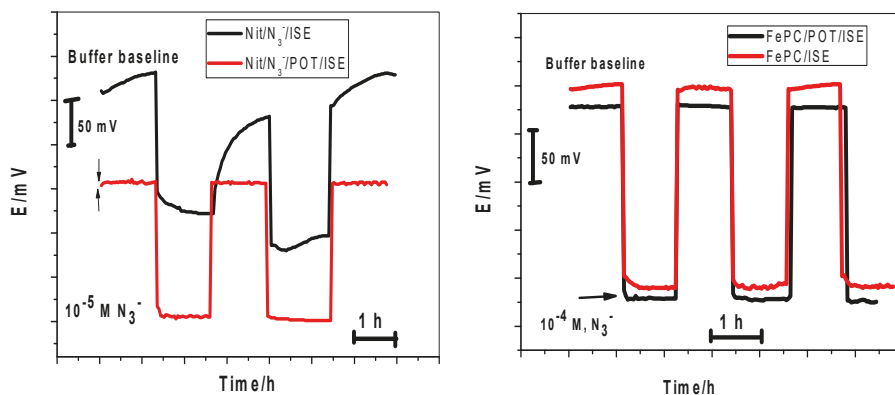 Nit/N3-/ISE
Nit/N3-/POT/ISE
Buffer baseline
50 mV
E/mV
10-5 M N3-
1 h
Time/h
FePC/POT/ISE
FePC/ISE
Buffer baseline
50 mV
E/mV
10-4 M, N3-
1 h
Time/h